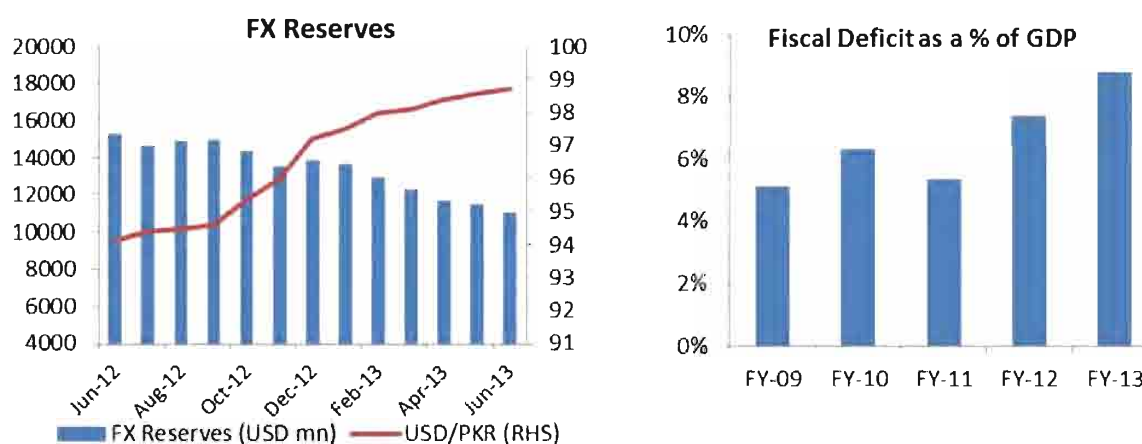 FX Reserves
20000
18000
16000
14000
12000
10000
8000
6000
4000
100
99
98
97
96
95
94
93
92
91
Jun-12
Aug-12
Oct-12
Dec-12
Feb-13
Apr-13
Jun-13
FX Reserves (USD mn) USD/PKR (RHS)
Fiscal Deficit as a % of GDP
10%
8%
6%
4%
2%
0%
FY-09 FY-10 FY-11 FY-12 FY-13